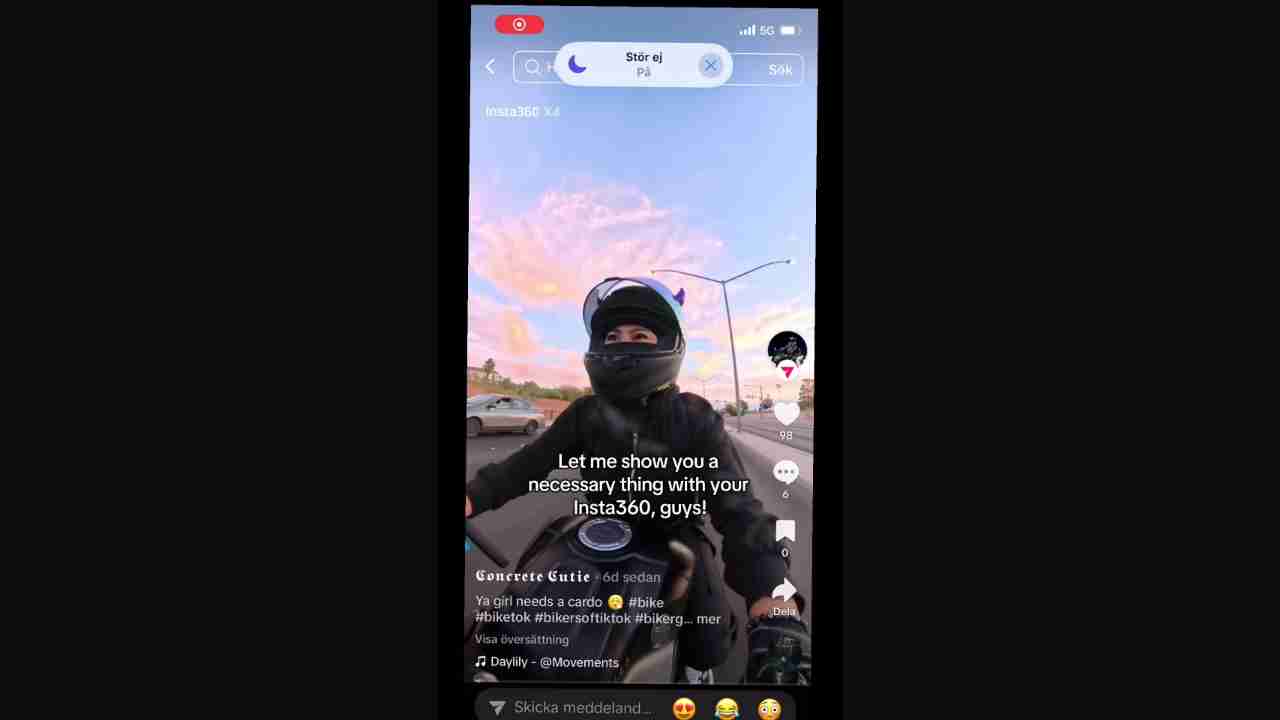 5G
Stör ej
På
H
Sök
Insta360 X4
Let me show you a
necessary thing with your
Insta360, guys!
98
6
0
Concrete Cutie · 6d sedan
Ya girl needs a cardo 😮‍💨 #bike
#biketok #bikersoftiktok #bikerg... mer
Dela
Visa översättning
Daylily - @Movements
Skicka meddeland...